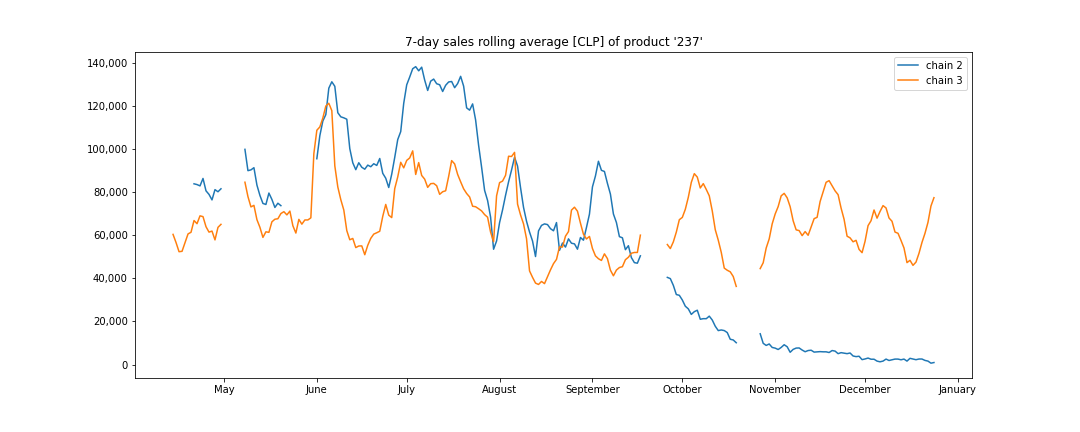 7-day sales rolling average [CLP] of product '237'
chain 2
chain 3
140,000
120,000
100,000
80,000
60,000
40,000
20,000
0
May June July August September October November December January